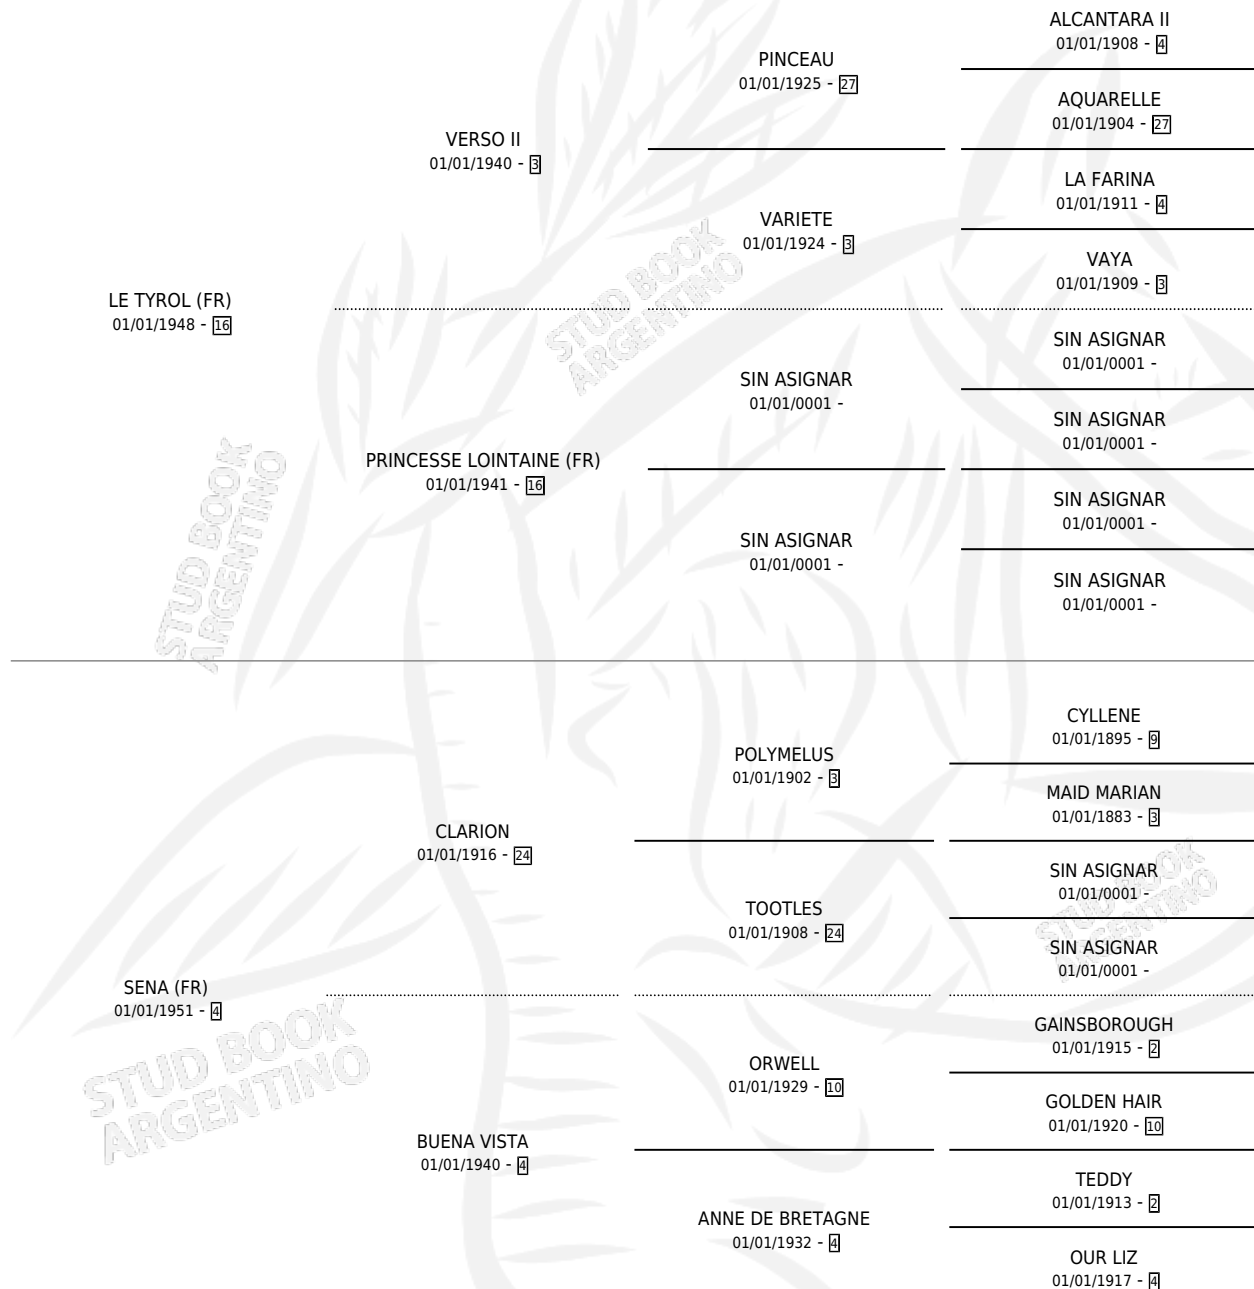 ALCANTARA II
01/01/1908 - 4
PINCEAU
01/01/1925 - 27
AQUARELLE
01/01/1904 - 27
VERSO II
01/01/1940 - 3
LA FARINA
01/01/1911 - 4
VARIETE
01/01/1924 - 3
VAYA
01/01/1909 - 3
LE TYROL (FR)
01/01/1948 - 16
STUD BOOK
ARGENTINO
SIN ASIGNAR
01/01/0001 -
SIN ASIGNAR
01/01/0001 -
SIN ASIGNAR
01/01/0001 -
PRINCESSE LOINTAINE (FR)
01/01/1941 - 16
SIN ASIGNAR
01/01/0001 -
SIN ASIGNAR
01/01/0001 -
SIN ASIGNAR
01/01/0001 -
STUD BOOK
ARGENTINO
CYLLENE
01/01/1895 - 9
POLYMELUS
01/01/1902 - 3
MAID MARIAN
01/01/1883 - 3
CLARION
01/01/1916 - 24
SIN ASIGNAR
01/01/0001 -
TOOTLES
01/01/1908 - 24
SIN ASIGNAR
01/01/0001 -
STUD BOOK
ARGENTINO
SENA (FR)
01/01/1951 - 4
GAINSBOROUGH
01/01/1915 - 2
ORWELL
01/01/1929 - 10
GOLDEN HAIR
01/01/1920 - 10
STUD BOOK
ARGENTINO
BUENA VISTA
01/01/1940 - 4
TEDDY
01/01/1913 - 2
ANNE DE BRETAGNE
01/01/1932 - 4
OUR LIZ
01/01/1917 - 4